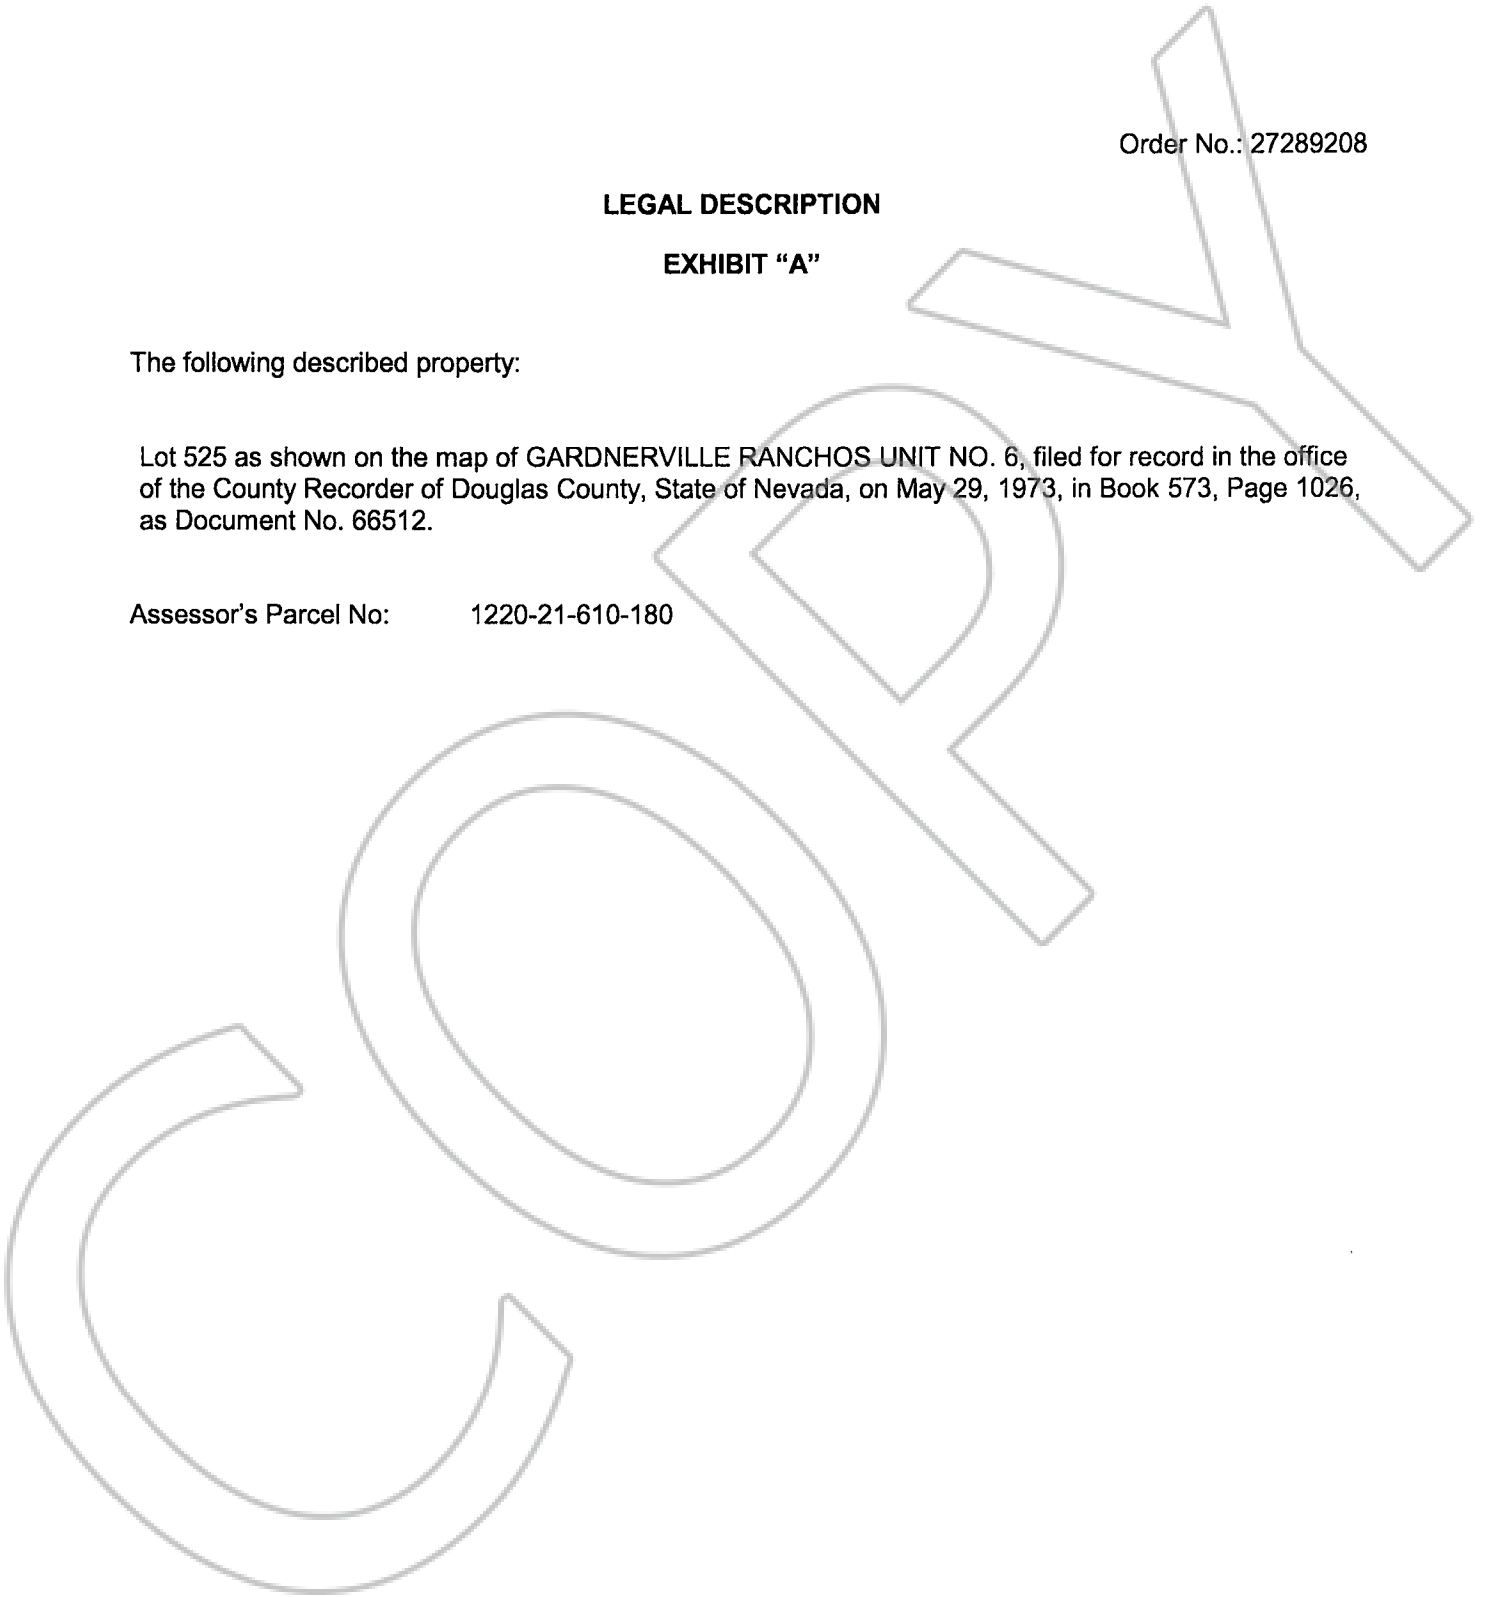 Order No.: 27289208
LEGAL DESCRIPTION
EXHIBIT “A”
The following described property:
Lot 525 as shown on the map of GARDNERVILLE RANCHOS UNIT NO. 6, filed for record in the office
of the County Recorder of Douglas County, State of Nevada, on May 29, 1973, in Book 573, Page 1026,
as Document No. 66512.
Assessor’s Parcel No: 1220-21-610-180
COPY